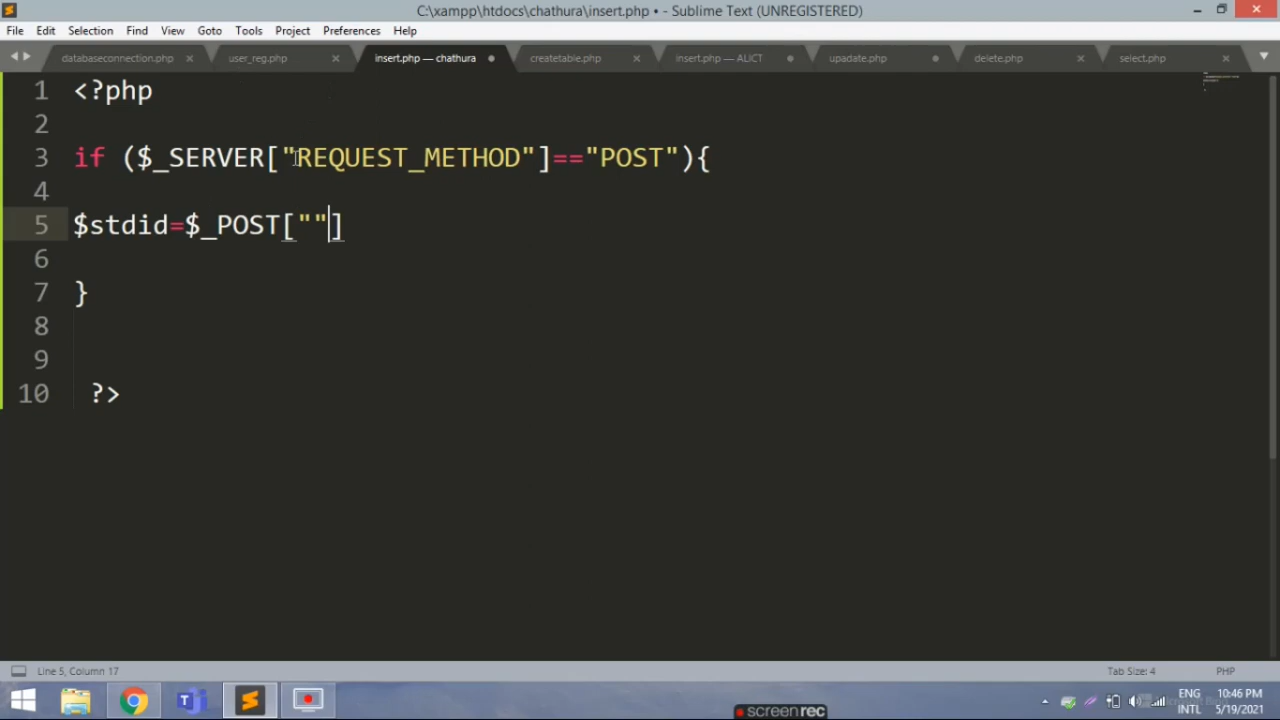 C:\xampp\htdocs\chathura\insert.php • - Sublime Text (UNREGISTERED)
File Edit Selection Find View Goto Tools Project Preferences Help
databaseconnection.php user_reg.php insert.php — chathura createtable.php insert.php — ALICT upadate.php delete.php select.php
1 <?php
2
3 if ($_SERVER["REQUEST_METHOD"]=="POST"){
4
5 $stdid=$_POST[""]
6
7 }
8
9
10 ?>
Line 5, Column 17 Tab Size: 4 PHP
ENG 10:46 PM
INTL 5/19/2021
screenrec